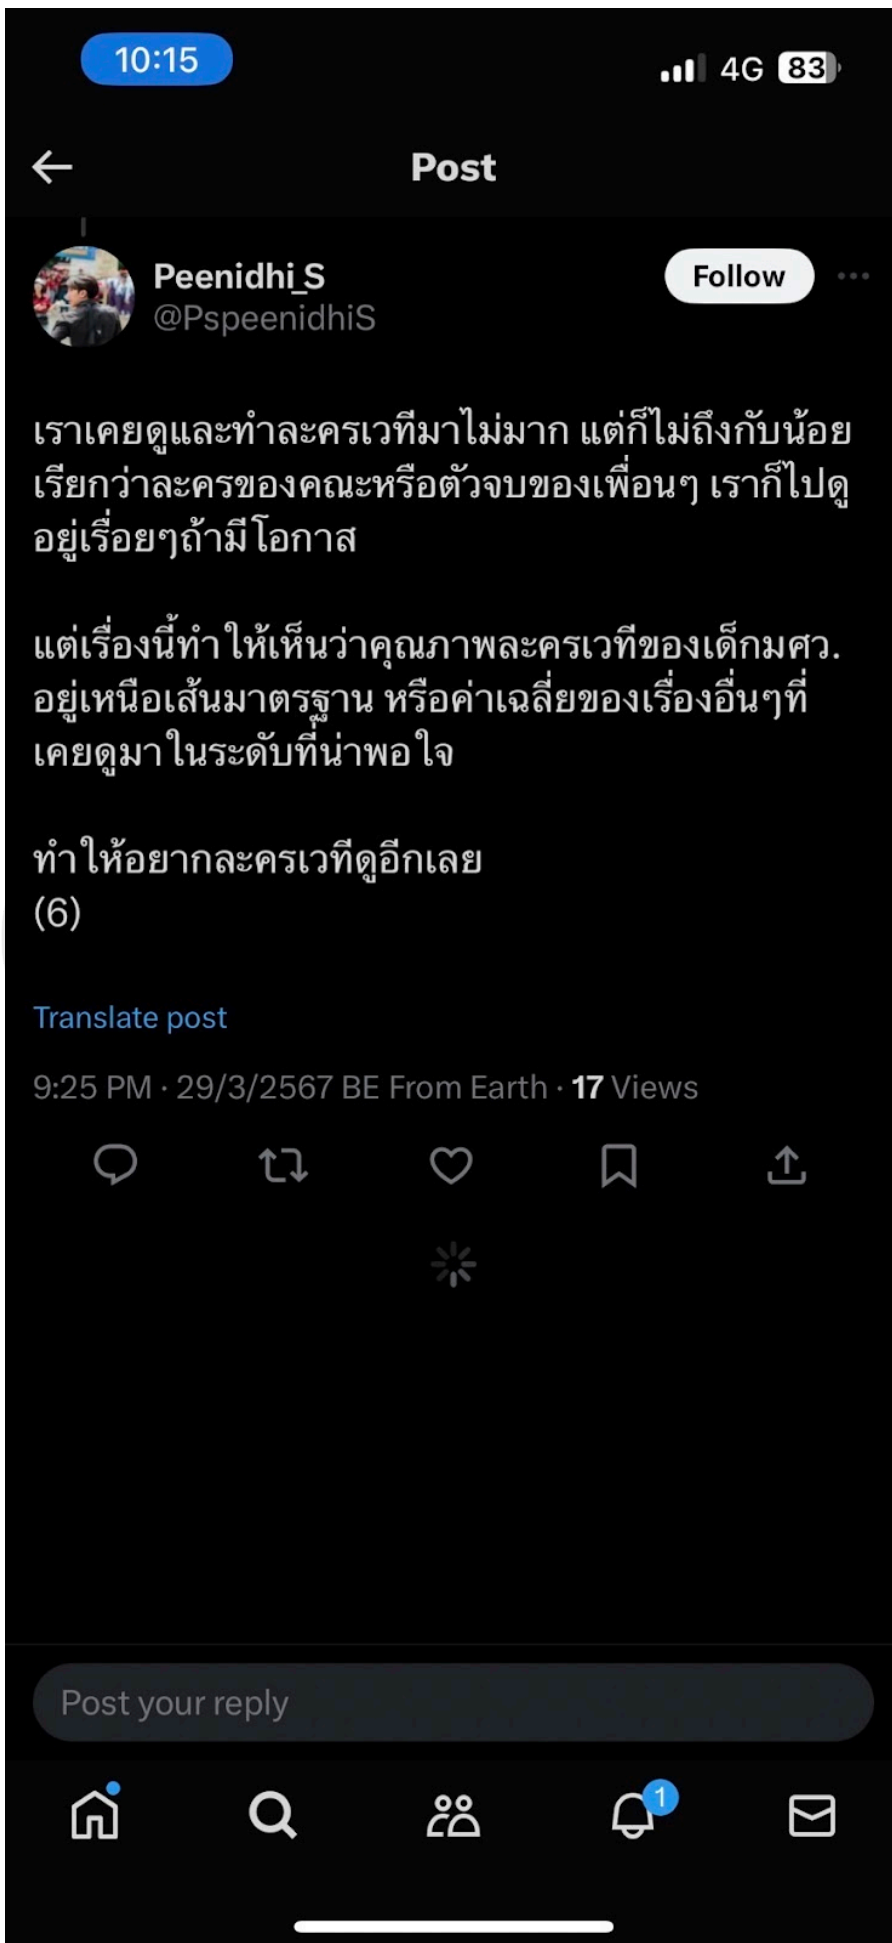 10:15
4G 83
Post
Peenidhi_S
Follow
@PspeenidhiS
เราเคยดูและทำละครเวทีมาไม่มาก แต่ก็ไม่ถึงกับน้อย
เรียกว่าละครของคณะหรือตัวจบของเพื่อนๆ เราก็ไปดู
อยู่เรื่อยๆถ้ามีโอกาส
แต่เรื่องนี้ทำให้เห็นว่าคุณภาพละครเวทีของเด็กมศว.
อยู่เหนือเส้นมาตรฐาน หรือค่าเฉลี่ยของเรื่องอื่นๆที่
เคยดูมาในระดับที่น่าพอใจ
ทำให้อยากละครเวทีดูอีกเลย
(6)
Translate post
9:25 PM · 29/3/2567 BE From Earth · 17 Views
Post your reply
1